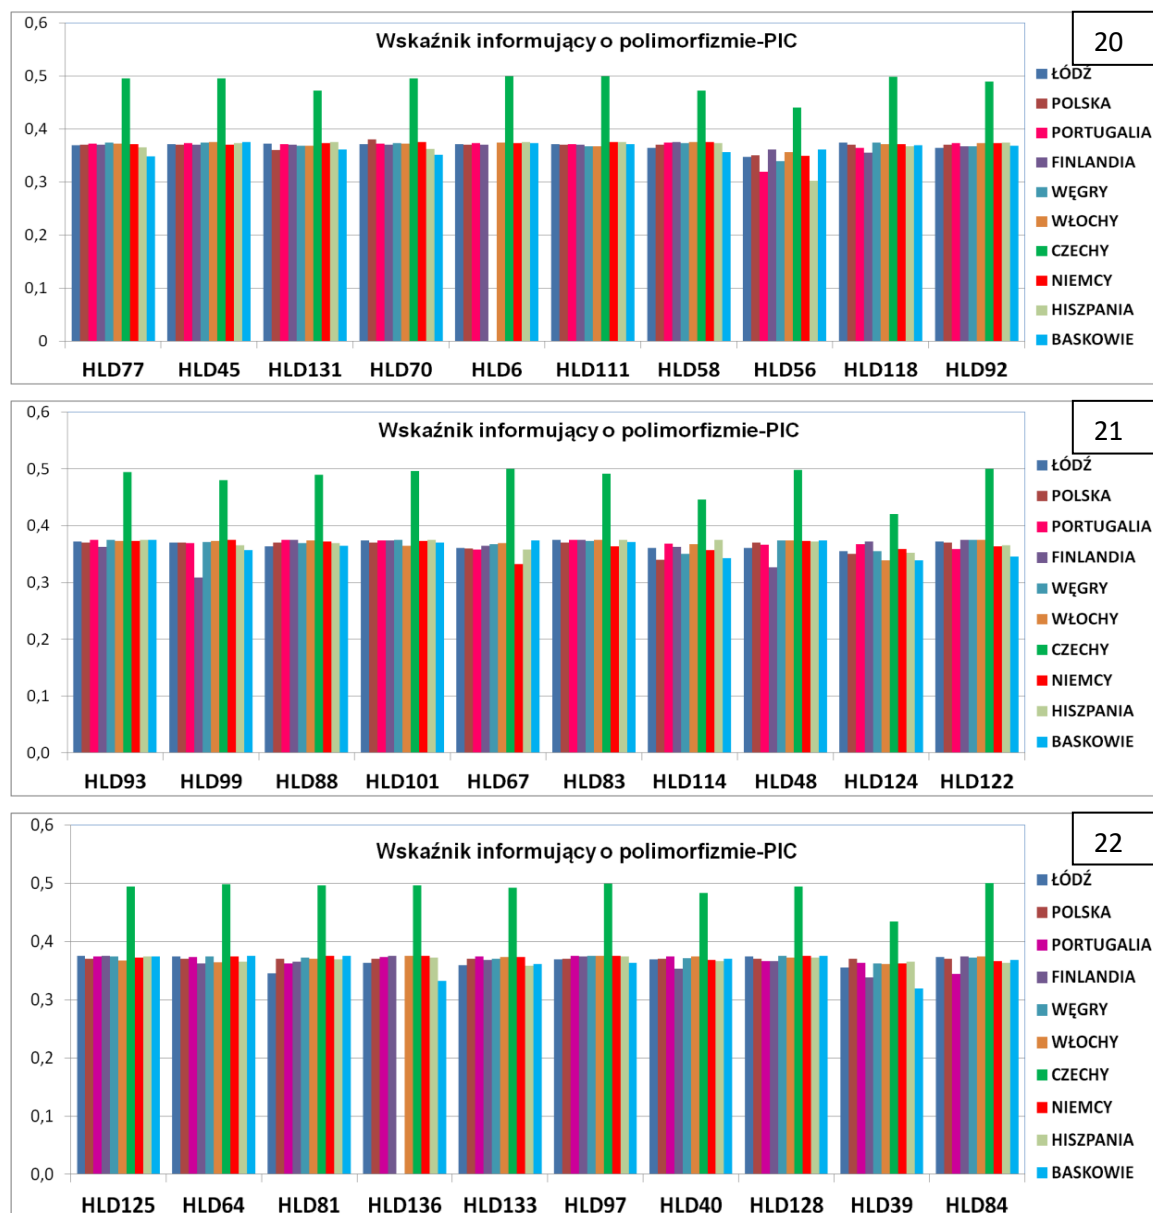 0,6
Wskaźnik informujący o polimorfizmie-PIC
20
0,5
0,4
0,3
0,2
0,1
0
ŁÓDŹ
POLSKA
PORTUGALIA
FINLANDIA
WĘGRY
WŁOCHY
CZECHY
NIEMCY
HISZPANIA
BASKOWIE
HLD77 HLD45 HLD131 HLD70 HLD6 HLD111 HLD58 HLD56 HLD118 HLD92
0,6
Wskaźnik informujący o polimorfizmie-PIC
21
0,5
0,4
0,3
0,2
0,1
0,0
ŁÓDŹ
POLSKA
PORTUGALIA
FINLANDIA
WĘGRY
WŁOCHY
CZECHY
NIEMCY
HISZPANIA
BASKOWIE
HLD93 HLD99 HLD88 HLD101 HLD67 HLD83 HLD114 HLD48 HLD124 HLD122
0,6
Wskaźnik informujący o polimorfizmie-PIC
22
0,5
0,4
0,3
0,2
0,1
0,0
ŁÓDŹ
POLSKA
PORTUGALIA
FINLANDIA
WĘGRY
WŁOCHY
CZECHY
NIEMCY
HISZPANIA
BASKOWIE
HLD125 HLD64 HLD81 HLD136 HLD133 HLD97 HLD40 HLD128 HLD39 HLD84